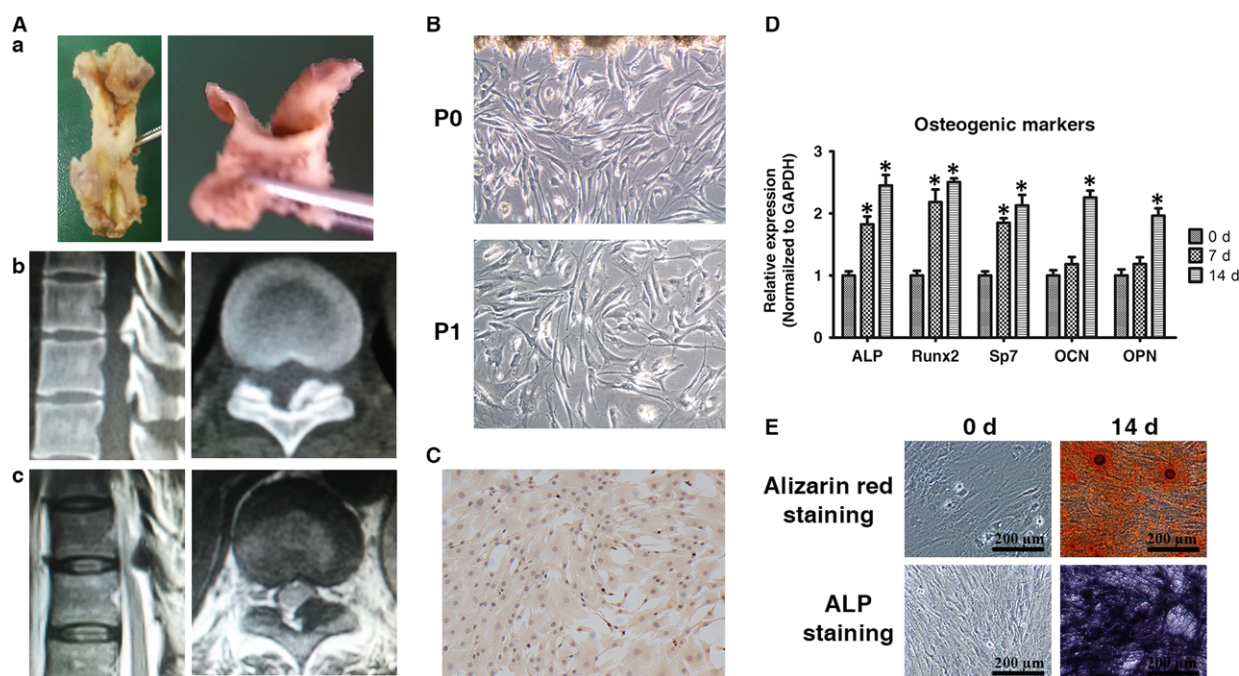 A
a
b
c
B
P0
P1
C
D
Osteogenic markers
Relative expression
(Normalized to GAPDH)
3
2
1
0
* * * * * * * *
ALP Runx2 Sp7 OCN OPN
0 d
7 d
14 d
E
0 d 14 d
Alizarin red
staining
200 µm 200 µm
ALP
staining
200 µm 200 µm